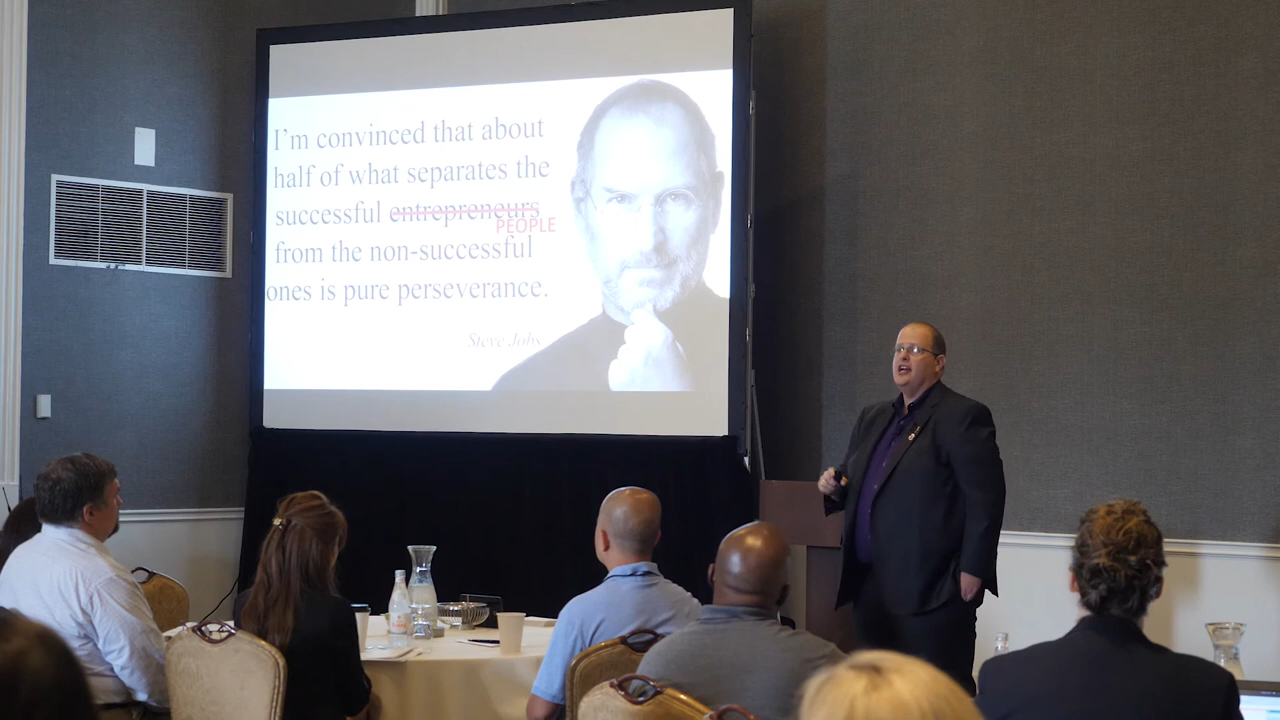 I'm convinced that about
half of what separates the
successful entrepreneurs
PEOPLE
from the non-successful
ones is pure perseverance.
Steve Jobs